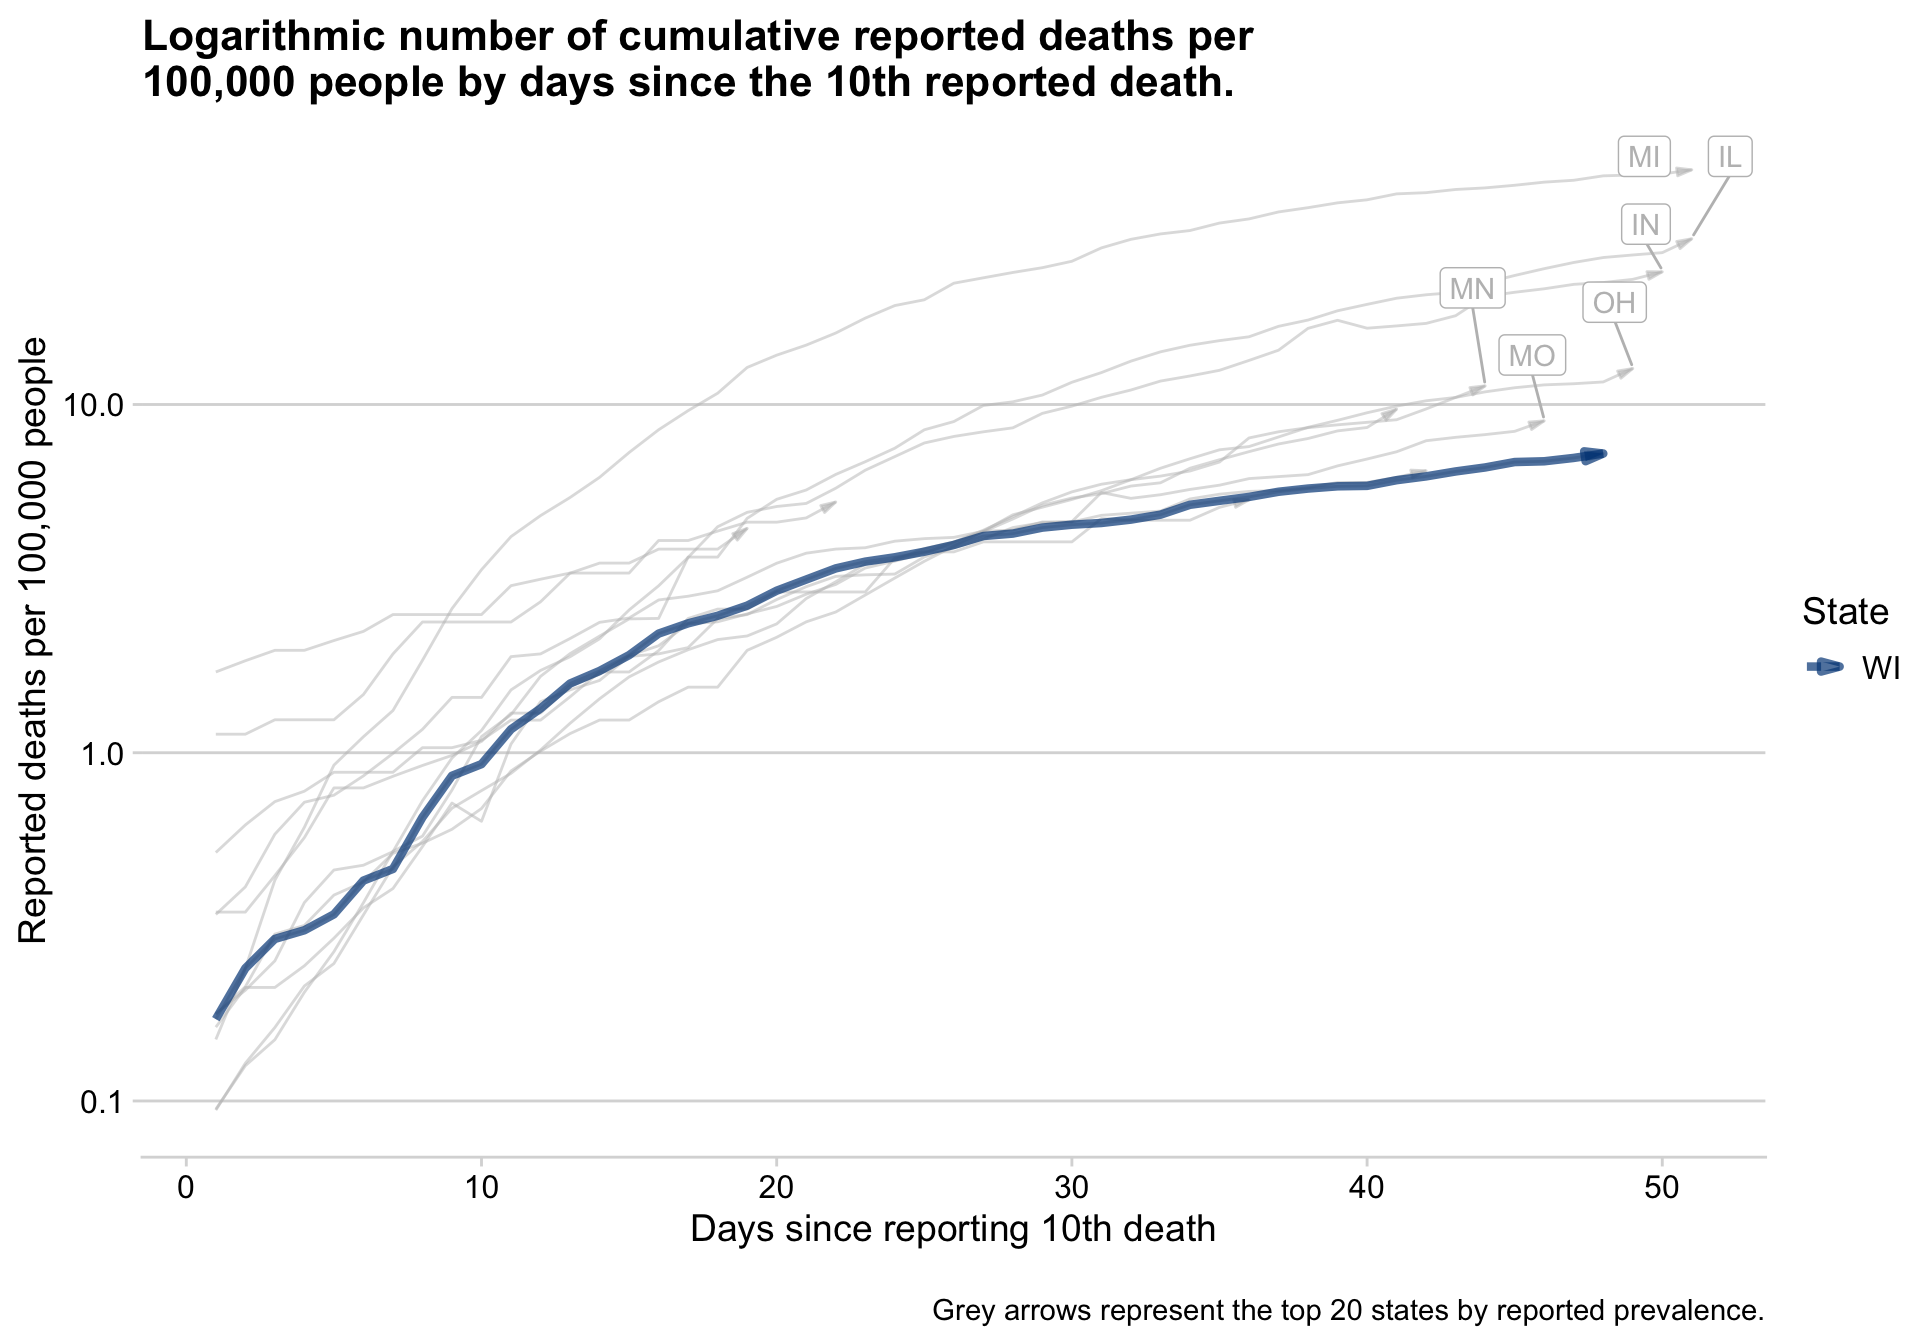 Logarithmic number of cumulative reported deaths per
100,000 people by days since the 10th reported death.
MI
IL
IN
MN
OH
MO
Reported deaths per 100,000 people
10.0
1.0
0.1
State
WI
0
10
20
30
40
50
Days since reporting 10th death
Grey arrows represent the top 20 states by reported prevalence.